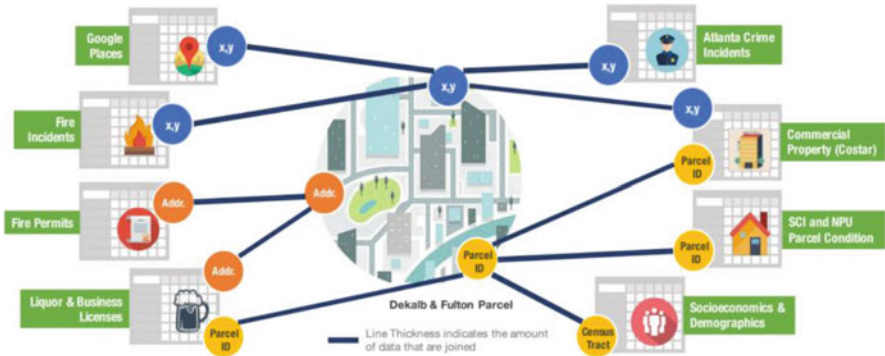 Google
Places
x,y
Fire
Incidents
x,y
Fire Permits
Addr.
Liquor & Business
Licenses
Addr.
Parcel
ID
x,y
Addr.
Parcel
ID
Dekalb & Fulton Parcel
Line Thickness indicates the amount
of data that are joined
x,y
Atlanta Crime
Incidents
x,y
Parcel
ID
Commercial
Property (Costar)
Parcel
ID
SCI and NPU
Parcel Condition
Census
Tract
Socioeconomics &
Demographics